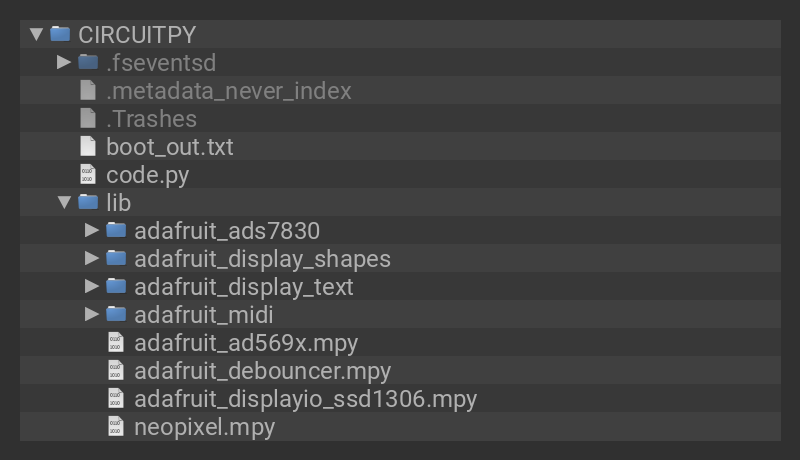 CIRCUITPY
.fseventsd
.metadata_never_index
.Trashes
boot_out.txt
code.py
lib
adafruit_ads7830
adafruit_display_shapes
adafruit_display_text
adafruit_midi
adafruit_ad569x.mpy
adafruit_debouncer.mpy
adafruit_displayio_ssd1306.mpy
neopixel.mpy